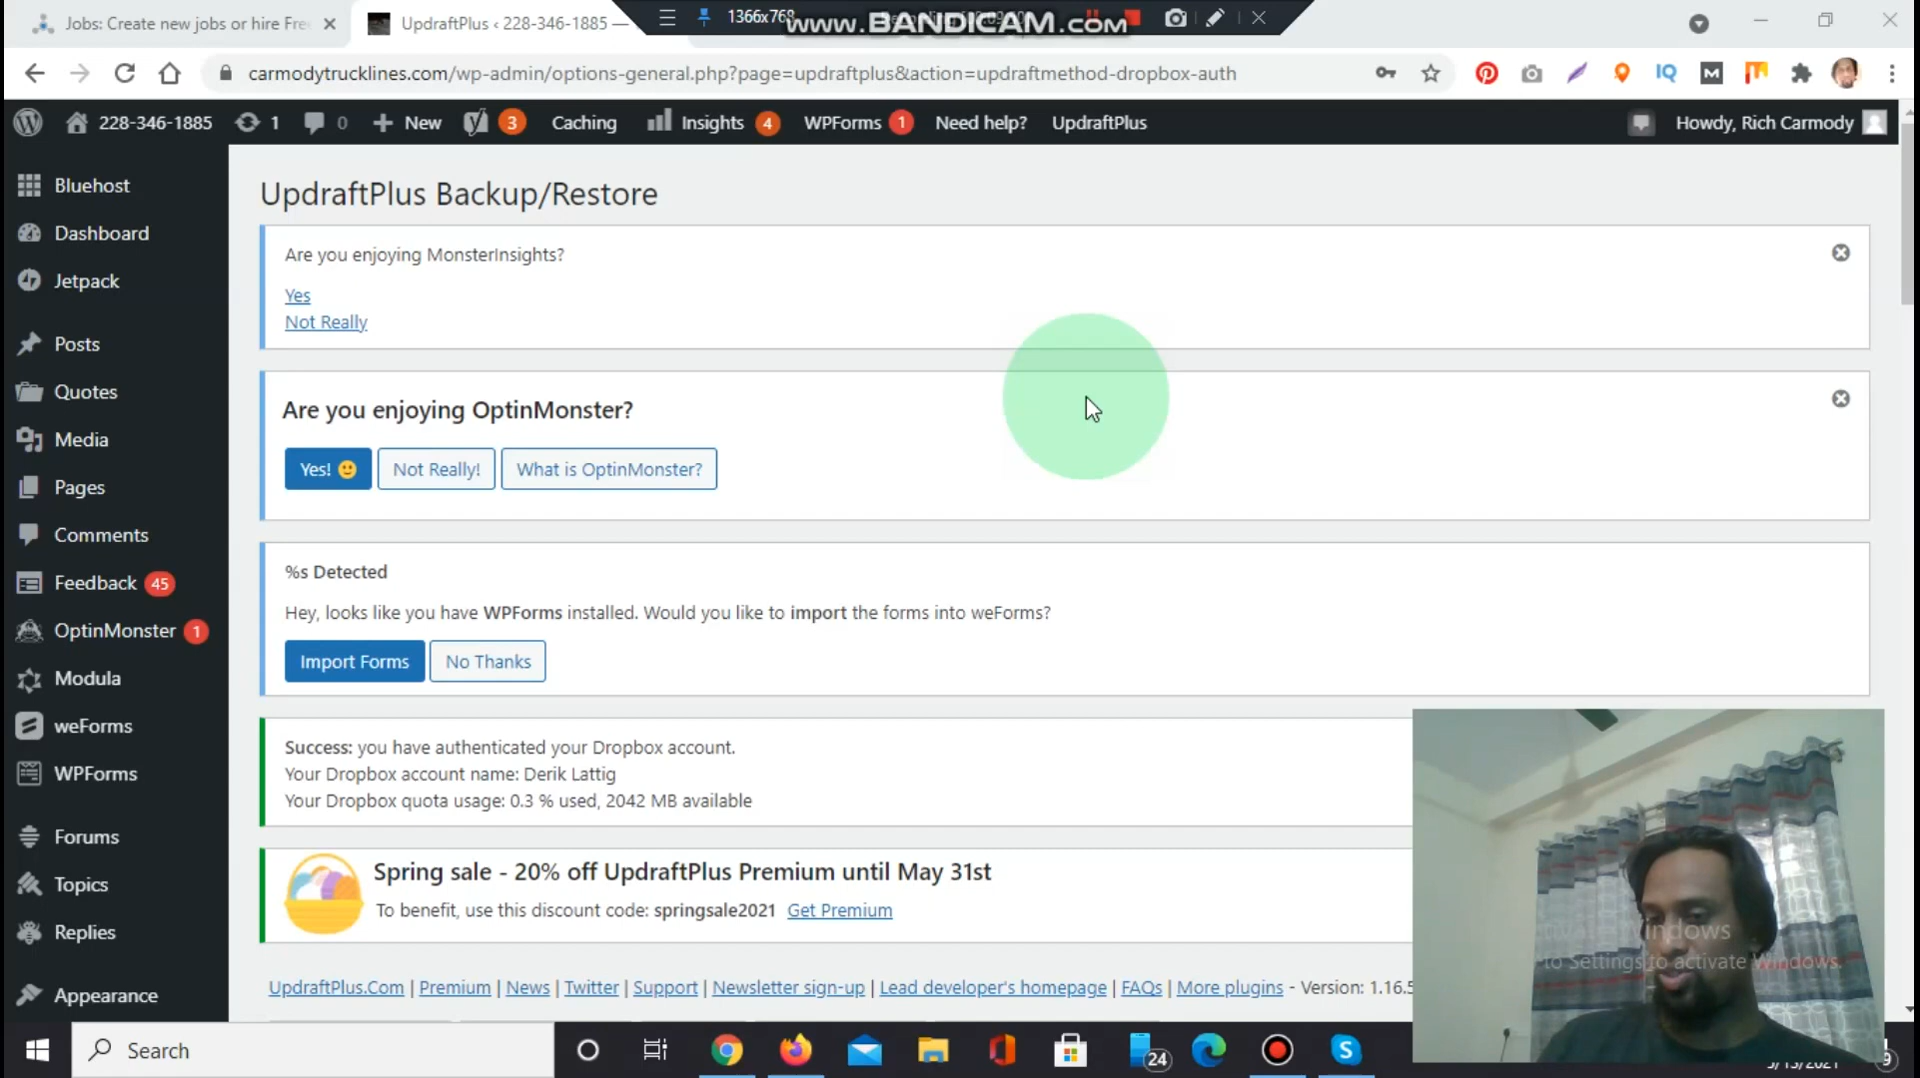 Jobs: Create new jobs or hire Fre
UpdraftPlus ‹ 228-346-1885 —
1366x768
www.BANDICAM.com
carmodytrucklines.com/wp-admin/options-general.php?page=updraftplus&action=updraftmethod-dropbox-auth
IQ
M
228-346-1885
1
0
New
3
Caching
Insights 4
WPForms 1
Need help?
UpdraftPlus
Howdy, Rich Carmody
Bluehost
Dashboard
Jetpack
Posts
Quotes
Media
Pages
Comments
Feedback 45
OptinMonster 1
Modula
weForms
WPForms
Forums
Topics
Replies
Appearance
UpdraftPlus Backup/Restore
Are you enjoying MonsterInsights?
Yes
Not Really
Are you enjoying OptinMonster?
Yes! 🙂 Not Really! What is OptinMonster?
%s Detected
Hey, looks like you have WPForms installed. Would you like to import the forms into weForms?
Import Forms No Thanks
Success: you have authenticated your Dropbox account.
Your Dropbox account name: Derik Lattig
Your Dropbox quota usage: 0.3 % used, 2042 MB available
Spring sale - 20% off UpdraftPlus Premium until May 31st
To benefit, use this discount code: springsale2021 Get Premium
UpdraftPlus.Com | Premium | News | Twitter | Support | Newsletter sign-up | Lead developer's homepage | FAQs | More plugins - Version: 1.16.5
Windows
to Settings to activate Windows.
Search
24
S